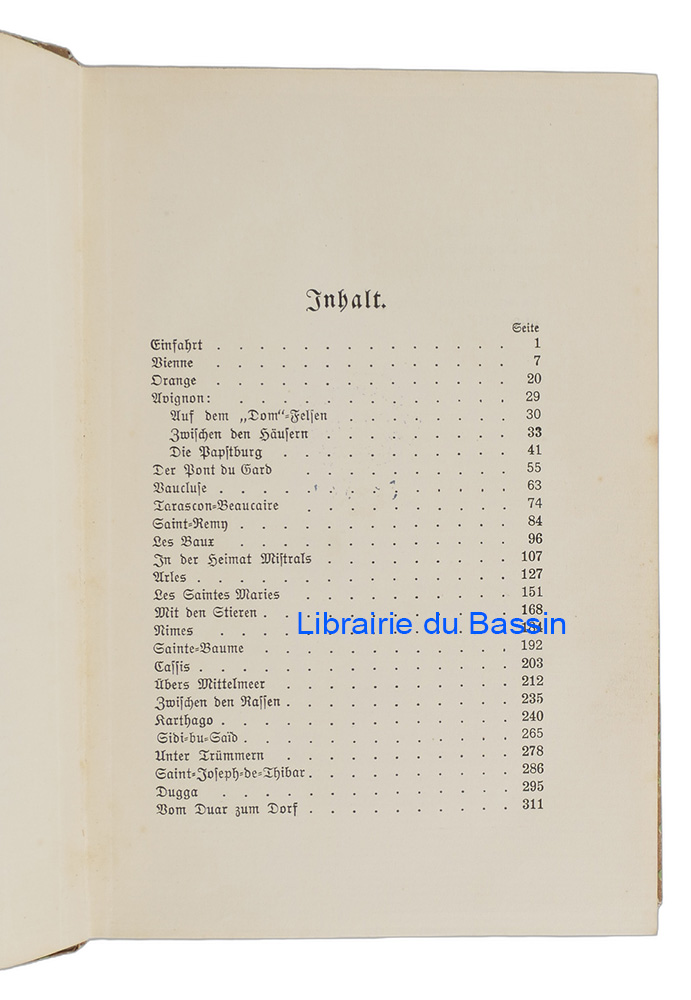 Inhalt.
Seite
Einfahrt . . . . . . . . . . . . . . 1
Vienne . . . . . . . . . . . . . . 7
Orange . . . . . . . . . . . . . . 20
Avignon: . . . . . . . . . . . . . 29
Auf dem „Dom“-Felsen . . . . . . . 30
Zwischen den Häusern . . . . . . . . 33
Die Papstburg . . . . . . . . . . 41
Der Pont du Gard . . . . . . . . . 55
Vaucluse . . . . . . . . . . . . . 63
Tarascon-Beaucaire . . . . . . . . . 74
Saint-Remy . . . . . . . . . . . . 84
Les Baux . . . . . . . . . . . . . 96
In der Heimat Mistrals . . . . . . . . 107
Arles . . . . . . . . . . . . . . 127
Les Saintes Maries . . . . . . . . . 151
Mit den Stieren . . . . . . . . . . . 168
Librairie du Bassin
Nimes . . . . . . . . . . . . .
Sainte-Baume . . . . . . . . . . . 192
Cassis . . . . . . . . . . . . . . 203
Übers Mittelmeer . . . . . . . . . . 212
Zwischen den Rassen . . . . . . . . . . 235
Karthago . . . . . . . . . . . . . 240
Sidi-bu-Saïd . . . . . . . . . . . . 265
Unter Trümmern . . . . . . . . . . 278
Saint-Joseph-de-Thibar . . . . . . . . . 286
Dugga . . . . . . . . . . . . . 295
Vom Duar zum Dorf . . . . . . . . . 311